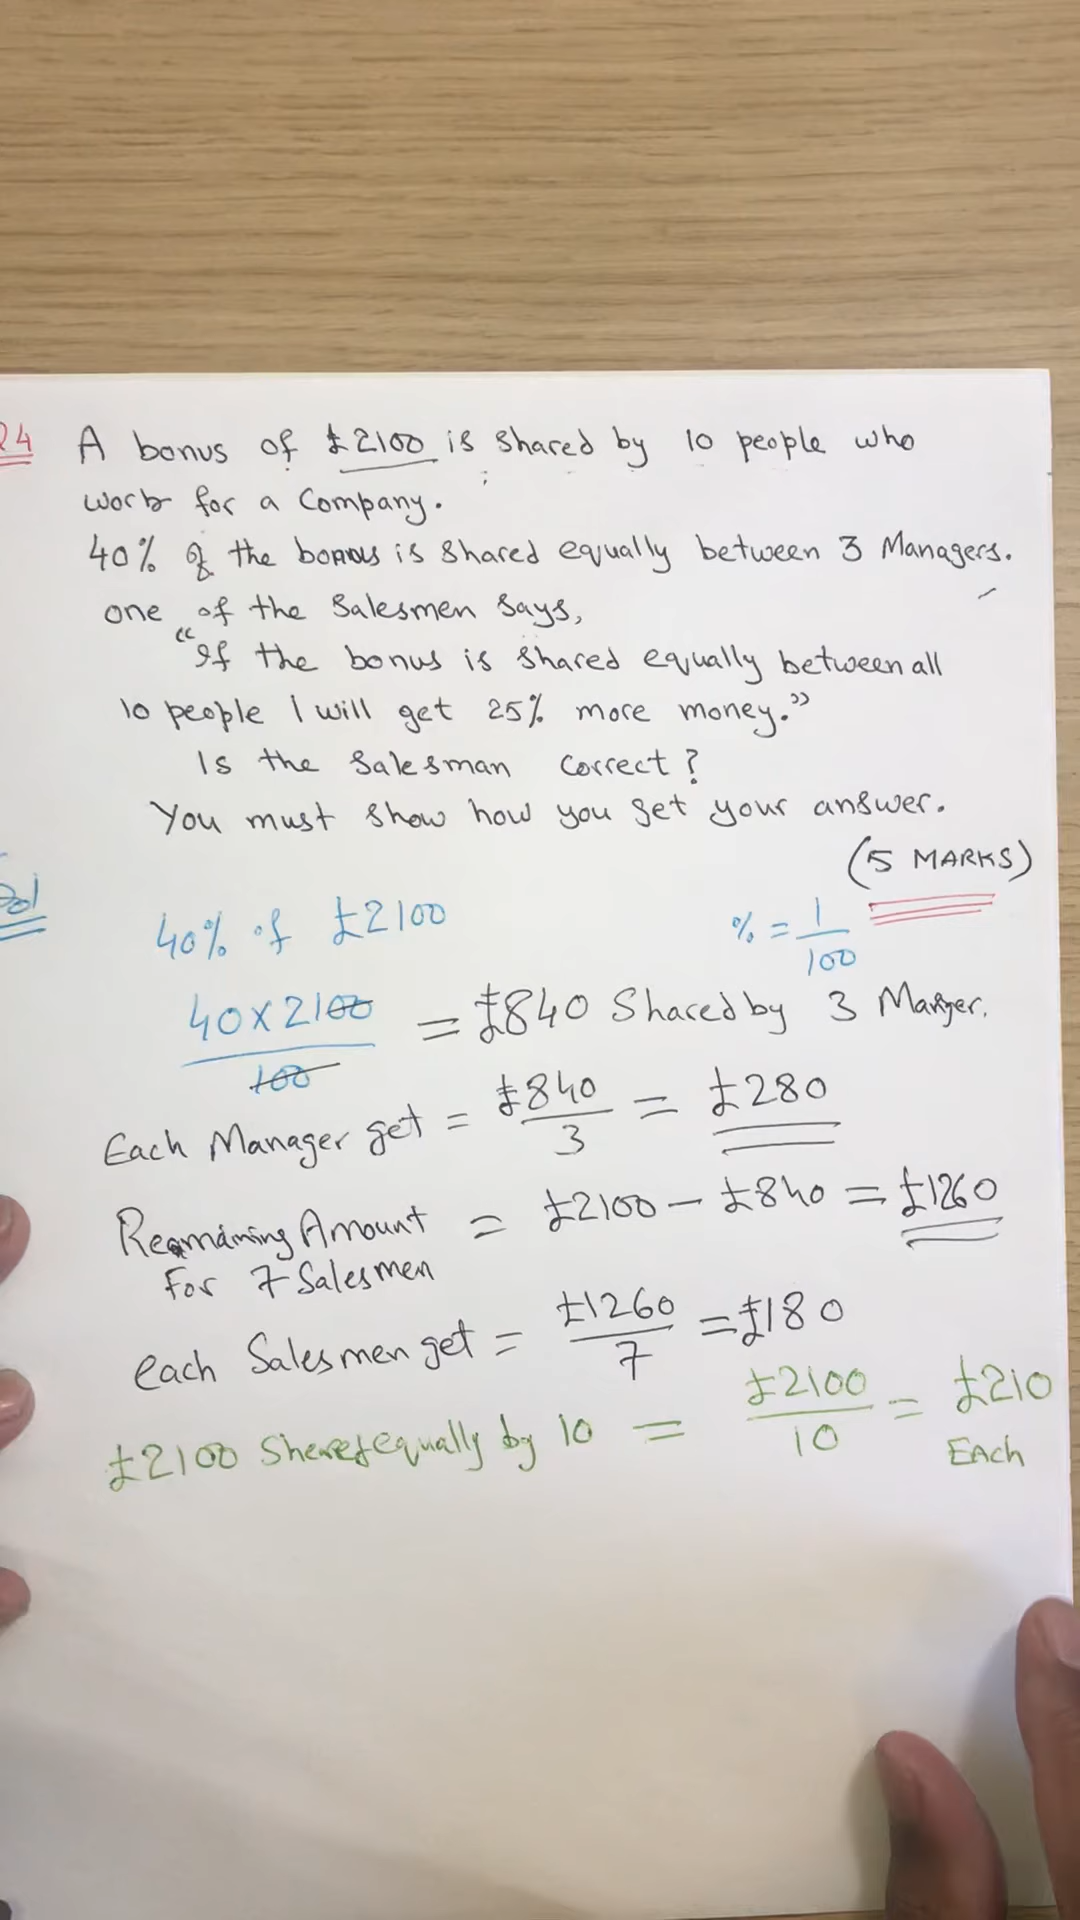 24 A bonus of £2100 is shared by 10 people who
work for a Company.
40% of the bonus is shared equally between 3 Managers.
one of the Salesmen says,
"If the bonus is shared equally between all
10 people I will get 25% more money."
Is the Salesman correct?
You must show how you get your answer.
(5 MARKS)
Sol
40% of £2100
% = 1/100
40x2100/100 = £840 Shared by 3 Manger.
Each Manager get = £840/3 = £280
Remaining Amount = £2100 - £840 = £1260
For 7 Salesmen
each Salesmen get = £1260/7 = £180
£2100 Shared equally by 10 = £2100/10 = £210
EAch